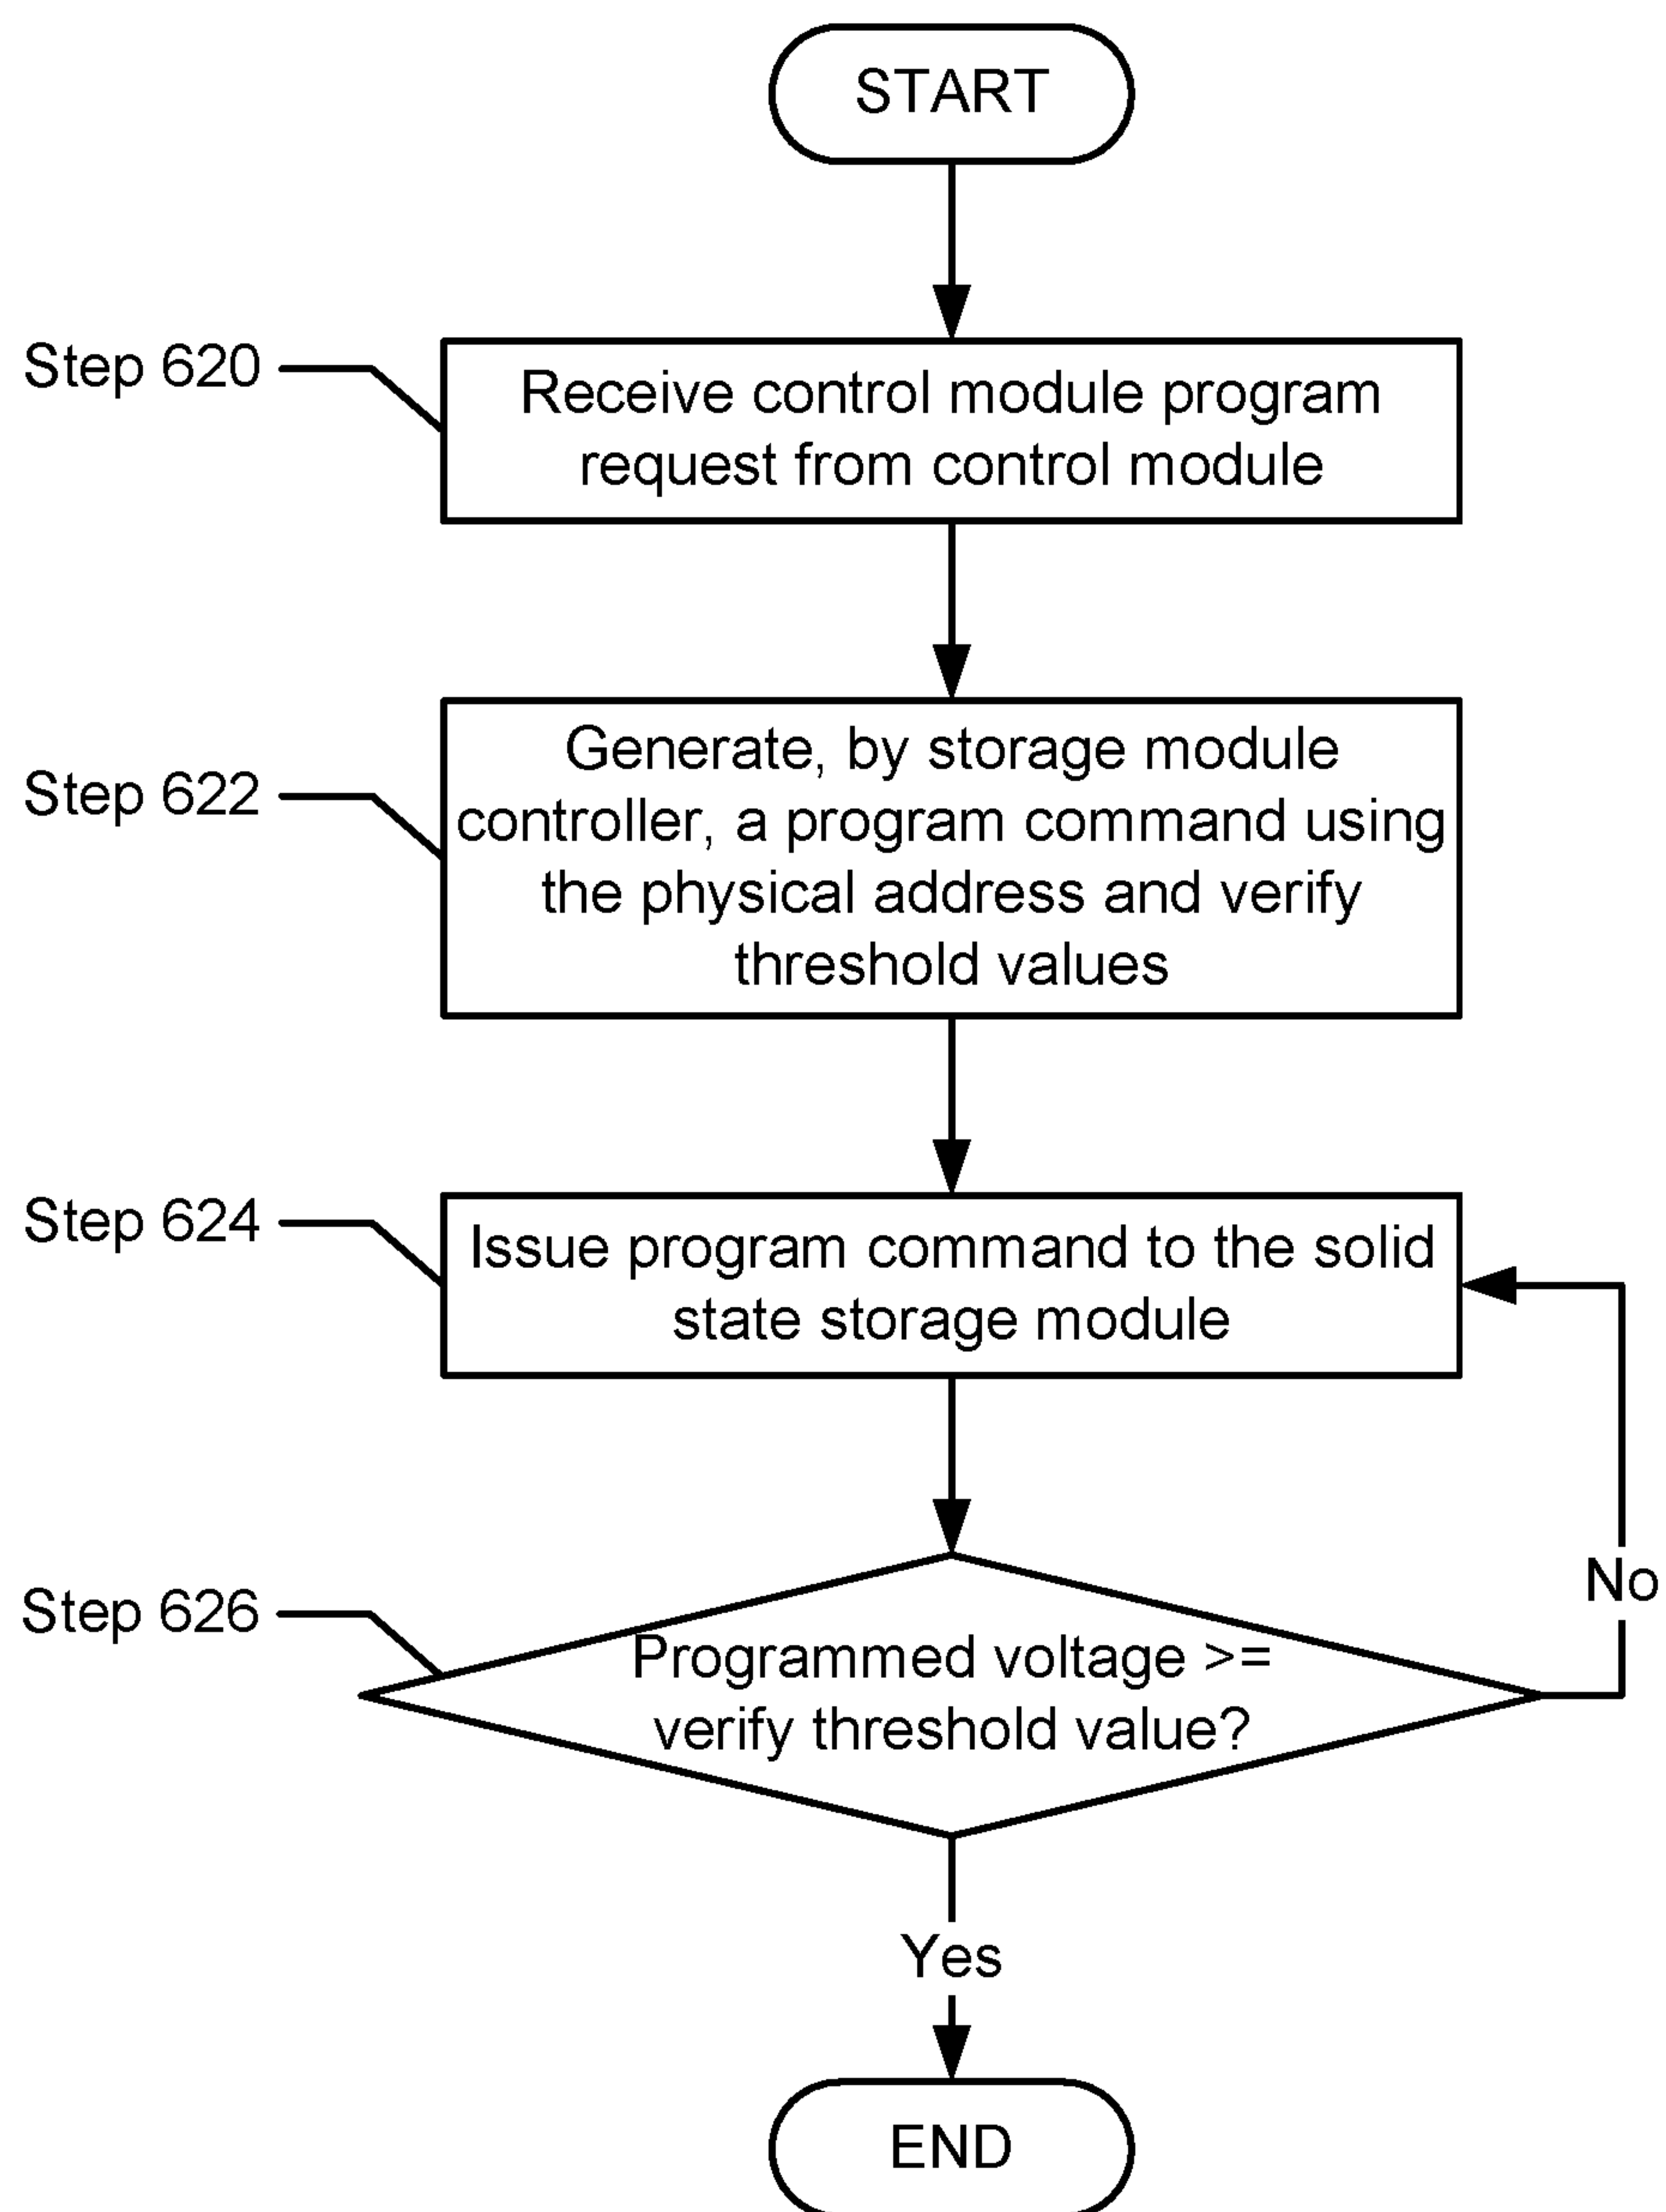 START
Step 620
Receive control module program
request from control module
Step 622
Generate, by storage module
controller, a program command using
the physical address and verify
threshold values
Step 624
Issue program command to the solid
state storage module
Step 626
Programmed voltage >=
verify threshold value?
No
Yes
END